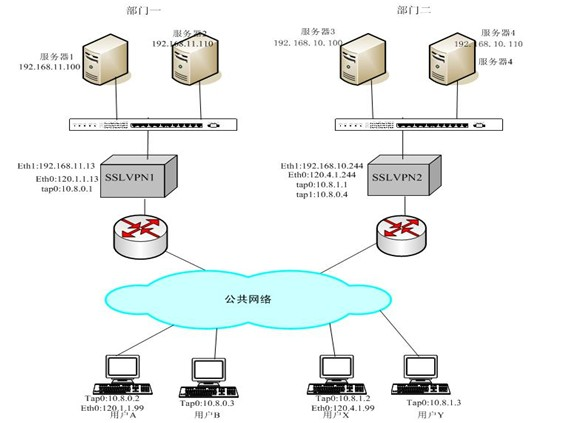 部门一
部门二
服务器1
192.168.11.100
服务器2
192.168.11.110
服务器3
192.168.10.100
服务器4
192.168.10.110
服务器4
Eth1:192.168.11.13
Eth0:120.1.1.13
tap0:10.8.0.1
SSLVPN1
Eth1:192.168.10.244
Eth0:120.4.1.244
tap0:10.8.1.1
tap1:10.8.0.4
SSLVPN2
公共网络
Tap0:10.8.0.2
Eth0:120.1.1.99
用户A
Tap0:10.8.0.3
用户B
Tap0:10.8.1.2
Eth0:120.4.1.99
用户X
Tap0:10.8.1.3
用户Y